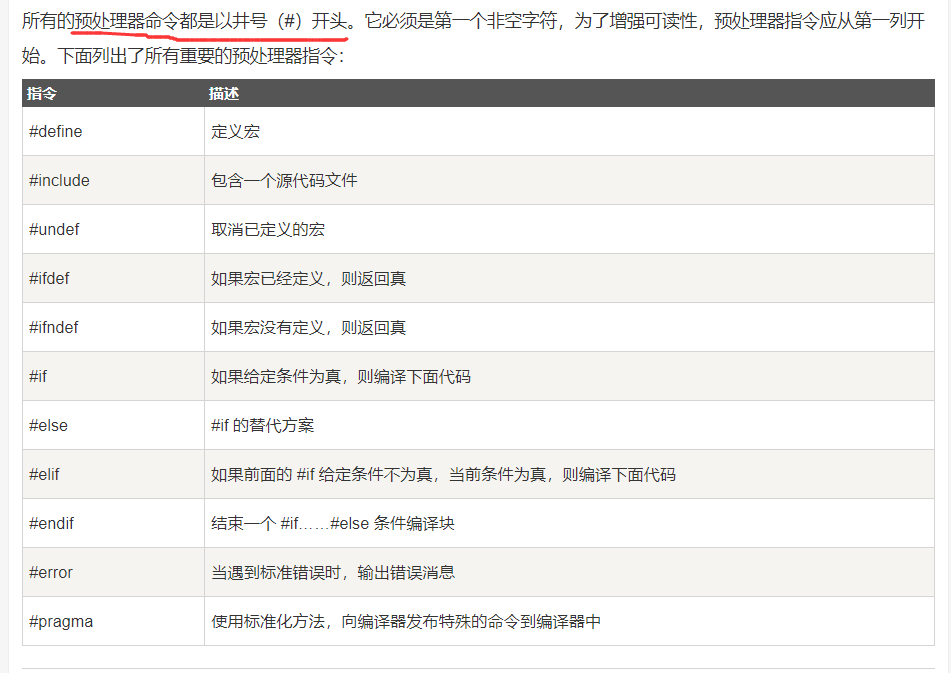 所有的预处理器命令都是以井号（#）开头。它必须是第一个非空字符，为了增强可读性，预处理器指令应从第一列开
始。下面列出了所有重要的预处理器指令：
指令 描述
#define 定义宏
#include 包含一个源代码文件
#undef 取消已定义的宏
#ifdef 如果宏已经定义，则返回真
#ifndef 如果宏没有定义，则返回真
#if 如果给定条件为真，则编译下面代码
#else #if 的替代方案
#elif 如果前面的 #if 给定条件不为真，当前条件为真，则编译下面代码
#endif 结束一个 #if……#else 条件编译块
#error 当遇到标准错误时，输出错误消息
#pragma 使用标准化方法，向编译器发布特殊的命令到编译器中